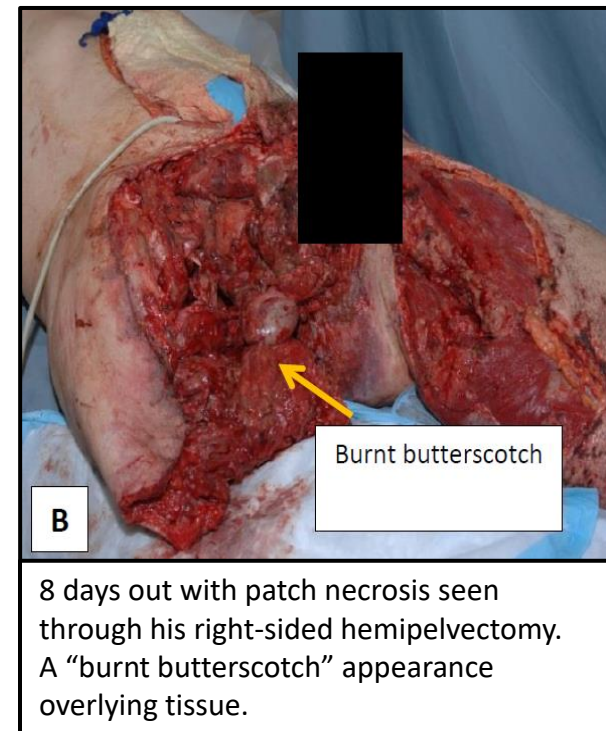 Burnt butterscotch
B
8 days out with patch necrosis seen
through his right-sided hemipelvectomy.
A “burnt butterscotch” appearance
overlying tissue.